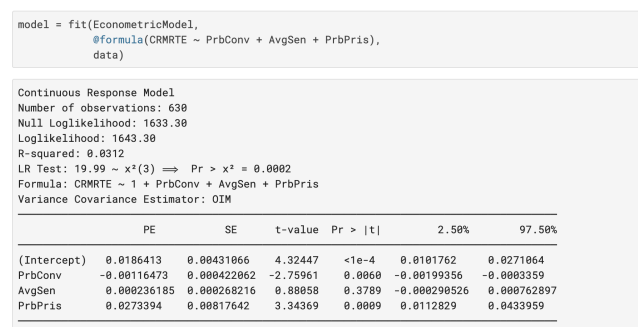 model = fit(EconometricModel,
@formula(CRMRTE ~ PrbConv + AvgSen + PrbPris),
data)
Continuous Response Model
Number of observations: 630
Null Loglikelihood: 1633.30
Loglikelihood: 1643.30
R-squared: 0.0312
LR Test: 19.99 ~ χ²(3) ⟹ Pr > χ² = 0.0002
Formula: CRMRTE ~ 1 + PrbConv + AvgSen + PrbPris
Variance Covariance Estimator: OIM
PE SE t-value Pr > |t| 2.50% 97.50%
(Intercept) 0.0186413 0.00431066 4.32447 <1e-4 0.0101762 0.0271064
PrbConv -0.00116473 0.000422062 -2.75961 0.0060 -0.00199356 -0.0003359
AvgSen 0.000236185 0.000268216 0.88058 0.3789 -0.000290526 0.000762897
PrbPris 0.0273394 0.00817642 3.34369 0.0009 0.0112829 0.0433959